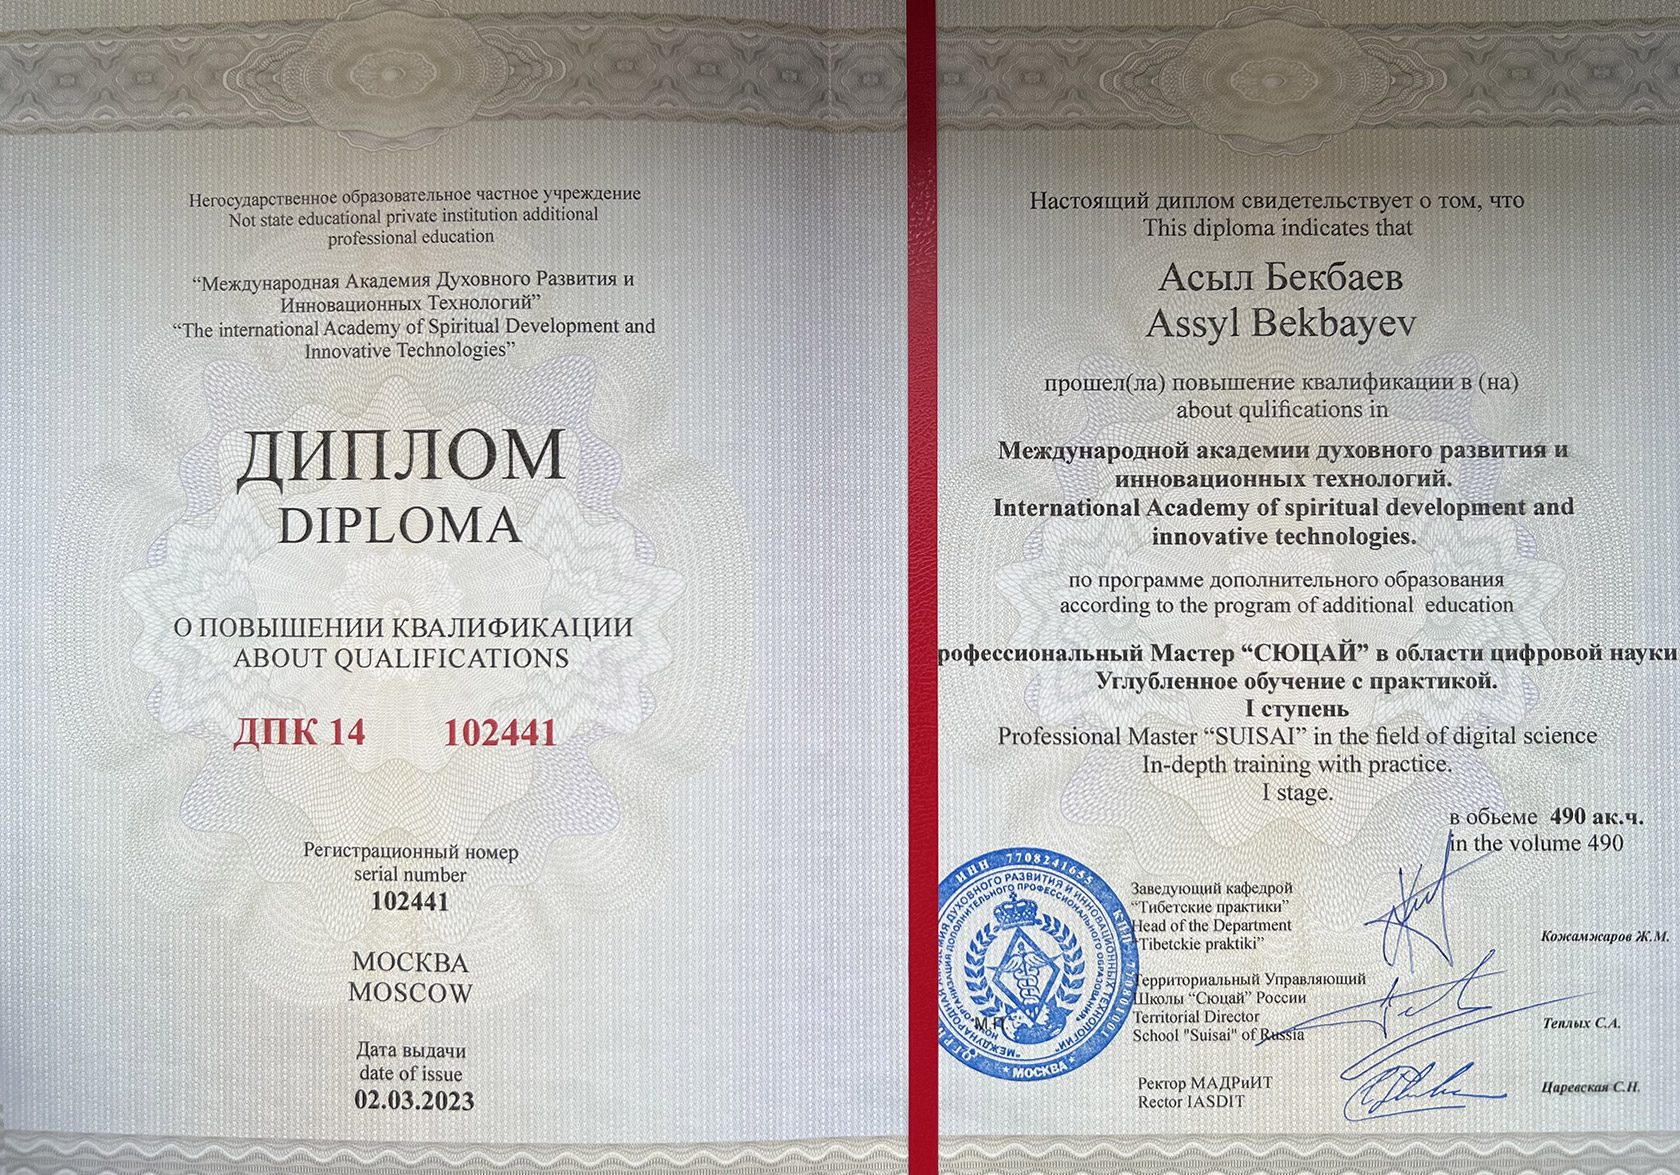 Негосударственное образовательное частное учреждение
Not state educational private institution additional
professional education
“Международная Академия Духовного Развития и
Инновационных Технологий”
“The international Academy of Spiritual Development and
Innovative Technologies”
ДИПЛОМ
DIPLOMA
О ПОВЫШЕНИИ КВАЛИФИКАЦИИ
ABOUT QUALIFICATIONS
ДПК 14 102441
Регистрационный номер
serial number
102441
МОСКВА
MOSCOW
Дата выдачи
date of issue
02.03.2023
Настоящий диплом свидетельствует о том, что
This diploma indicates that
Асыл Бекбаев
Assyl Bekbayev
прошел(ла) повышение квалификации в (на)
about qulifications in
Международной академии духовного развития и
инновационных технологий.
International Academy of spiritual development and
innovative technologies.
по программе дополнительного образования
according to the program of additional education
рофессиональный Мастер “СЮЦАЙ” в области цифровой науки
Углубленное обучение с практикой.
I ступень
Professional Master “SUISAI” in the field of digital science
In-depth training with practice.
I stage.
в обьеме 490 ак.ч.
in the volume 490
Заведующий кафедрой
“Тибетские практики”
Head of the Department
“Tibetckie praktiki”
Кожамжаров Ж.М.
Территориальный Управляющий
Школы “Сюцай” России
Territorial Director
School "Suisai" of Russia
Теплых С.А.
Ректор МАДРиИТ
Rector IASDIT
Царевская С.Н.
М.П.
ИНН 7708241655
МОСКВА